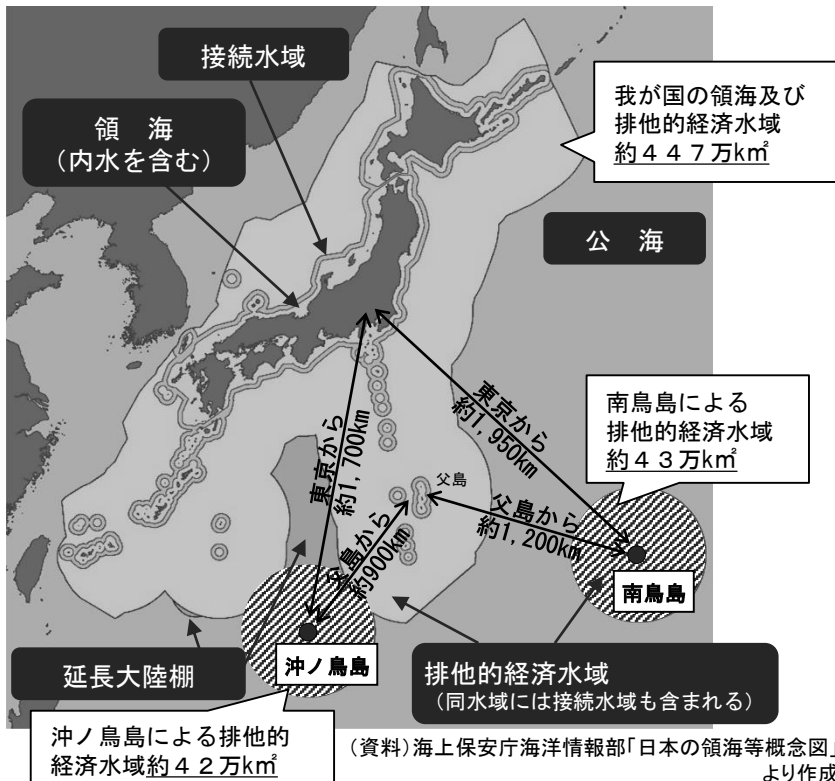 接続水域
領　海
(内水を含む)
我が国の領海及び
排他的経済水域
約４４７万k㎡
公　海
東京から
約1,700km
東京から
約1,950km
南鳥島による
排他的経済水域
約４３万k㎡
父島
父島から
約900km
父島から
約1,200km
南鳥島
沖ノ鳥島
延長大陸棚
排他的経済水域
(同水域には接続水域も含まれる)
沖ノ鳥島による排他的
経済水域約４２万k㎡
(資料)海上保安庁海洋情報部「日本の領海等概念図」
より作成